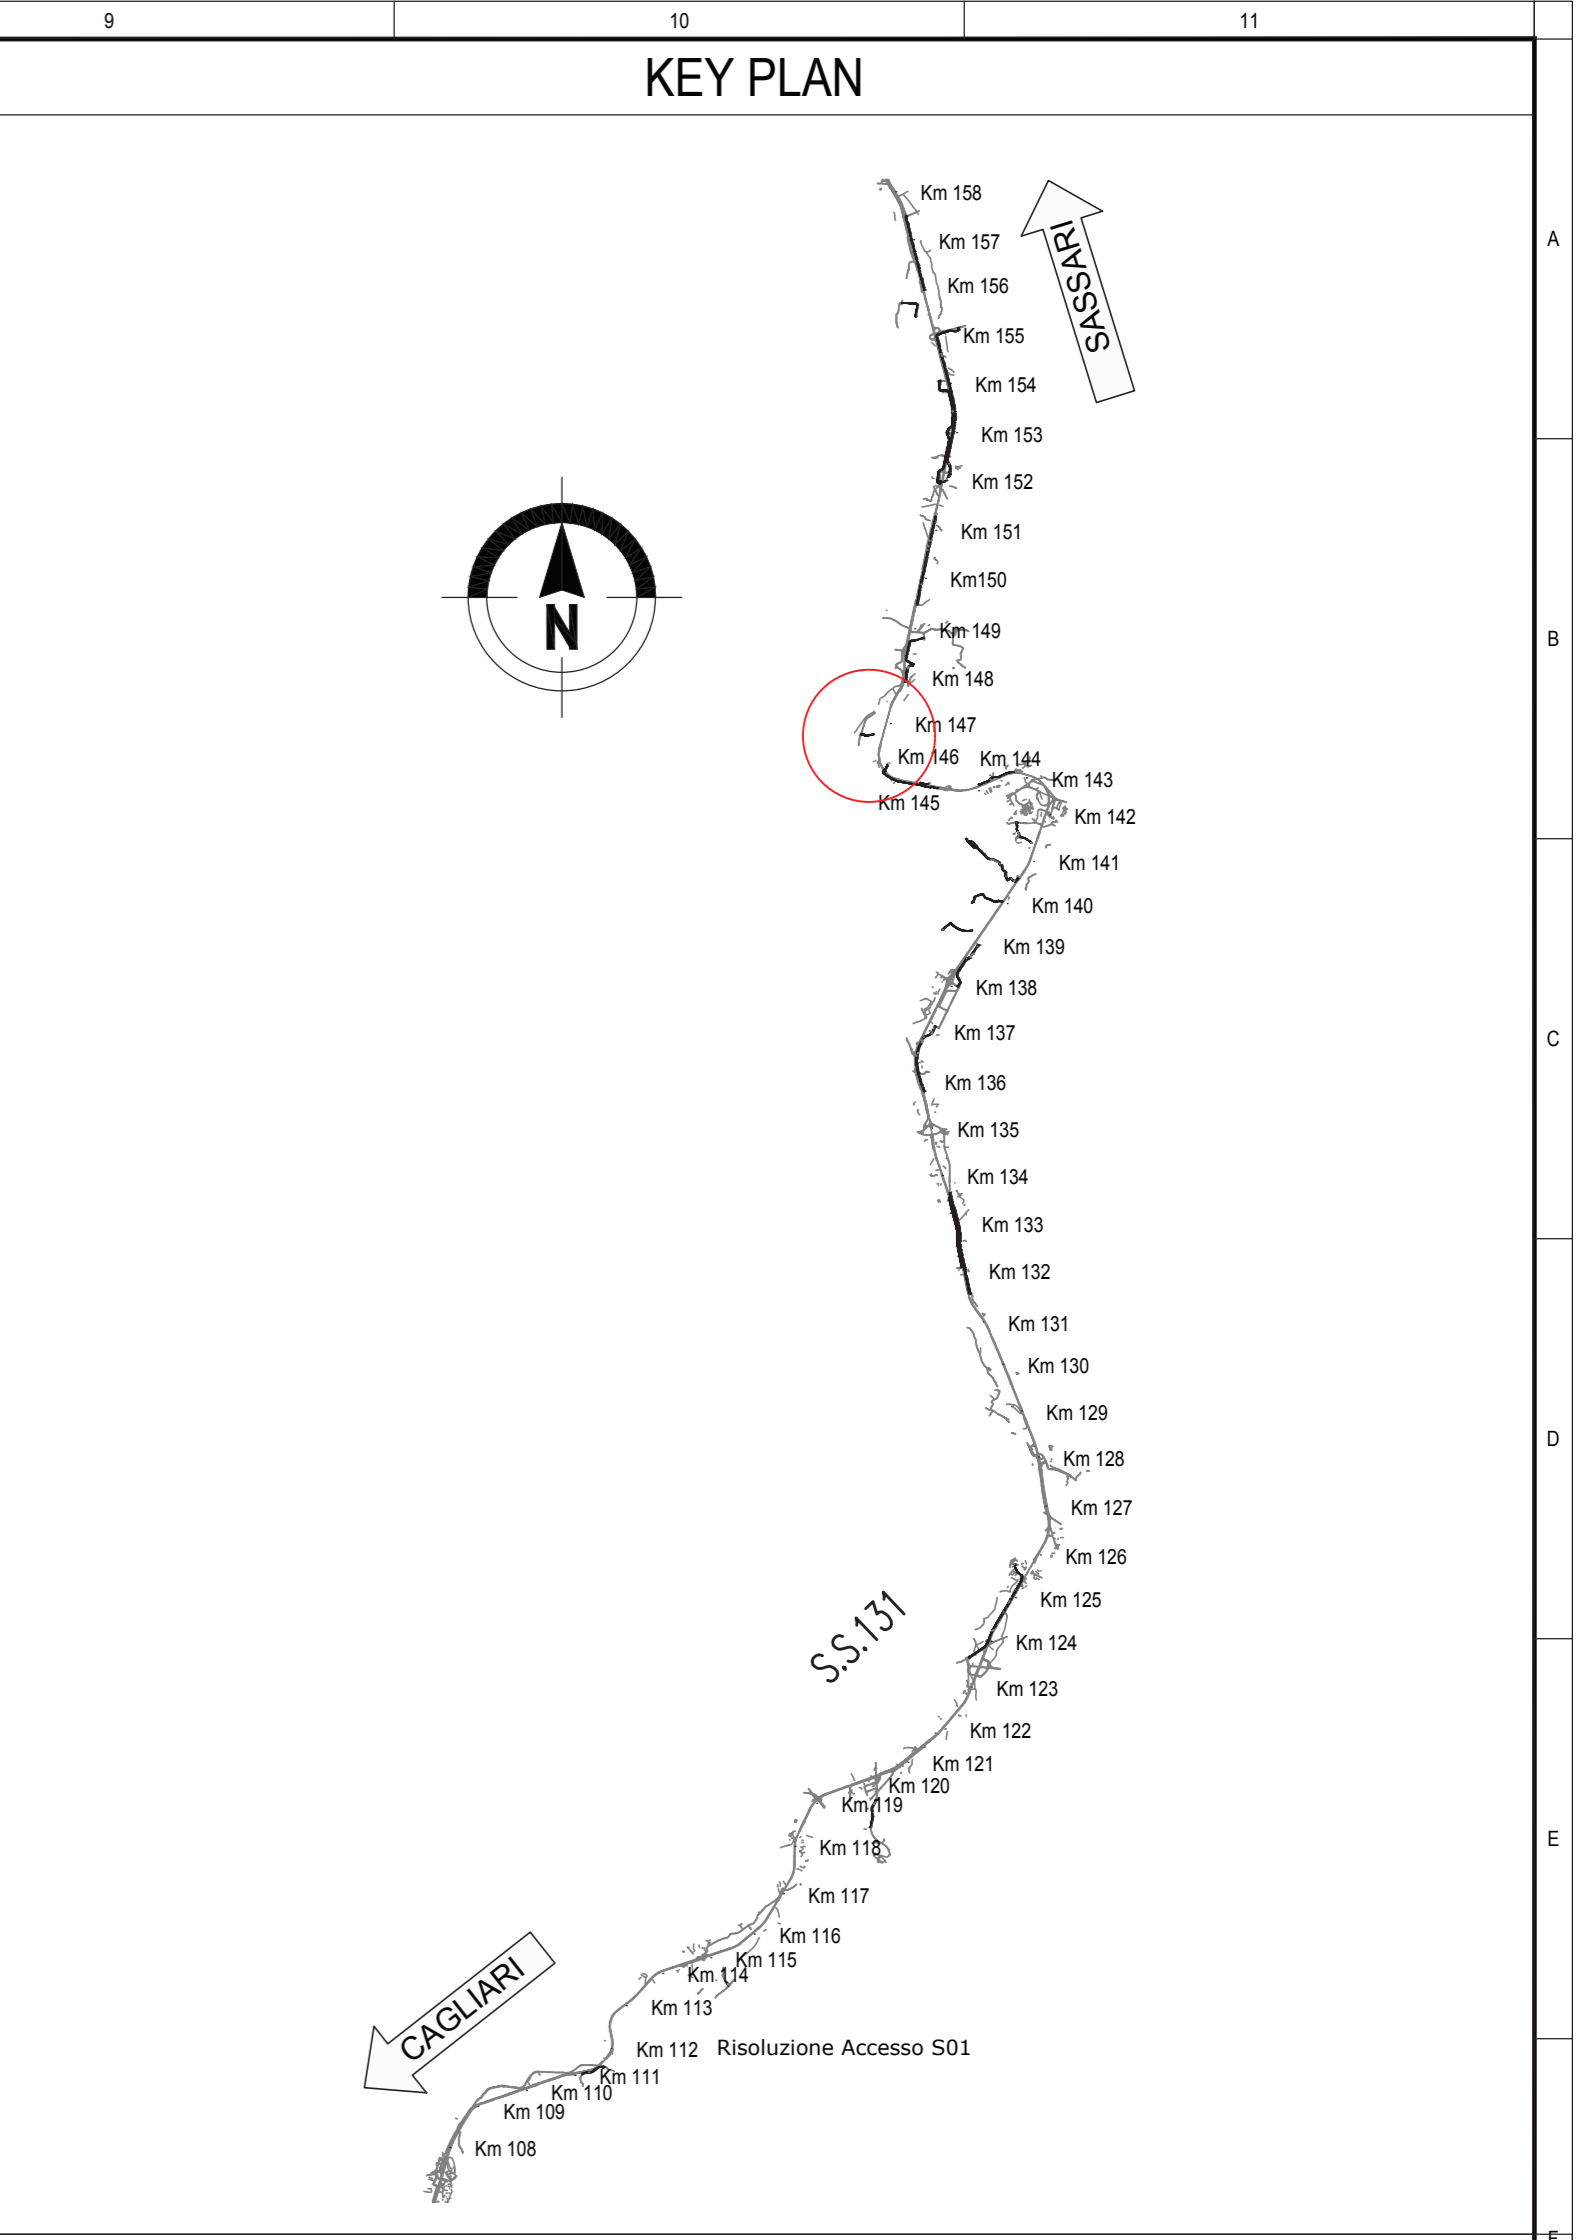 9
10
11
KEY PLAN
A
B
C
D
E
F
SASSARI
Km 158
Km 157
Km 156
Km 155
Km 154
Km 153
Km 152
Km 151
Km150
Km 149
Km 148
Km 147
Km 146
Km 145
Km 144
Km 143
Km 142
Km 141
Km 140
Km 139
Km 138
Km 137
Km 136
Km 135
Km 134
Km 133
Km 132
Km 131
Km 130
Km 129
Km 128
Km 127
Km 126
Km 125
Km 124
Km 123
Km 122
Km 121
Km 120
Km 119
Km 118
Km 117
Km 116
Km 115
Km 114
Km 113
Km 112
Risoluzione Accesso S01
Km 111
Km 110
Km 109
Km 108
N
S.S.131
CAGLIARI